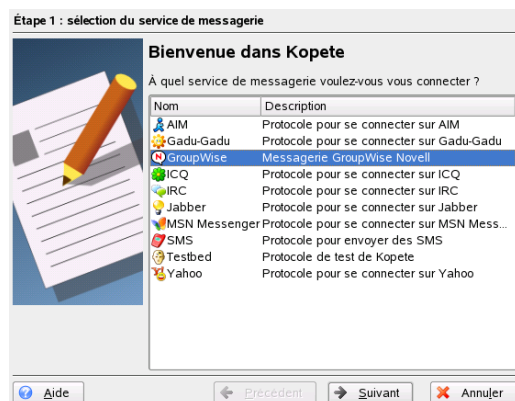 Étape 1 : sélection du service de messagerie
Bienvenue dans Kopete
À quel service de messagerie voulez-vous vous connecter ?
Nom Description
AIM Protocole pour se connecter sur AIM
Gadu-Gadu Protocole pour se connecter sur Gadu-Gadu
GroupWise Messagerie GroupWise Novell
ICQ Protocole pour se connecter sur ICQ
IRC Protocole pour se connecter sur IRC
Jabber Protocole pour se connecter sur Jabber
MSN Messenger Protocole pour se connecter sur MSN Mess...
SMS Protocole pour envoyer des SMS
Testbed Protocole de test de Kopete
Yahoo Protocole pour se connecter sur Yahoo
Aide Précédent Suivant Annuler